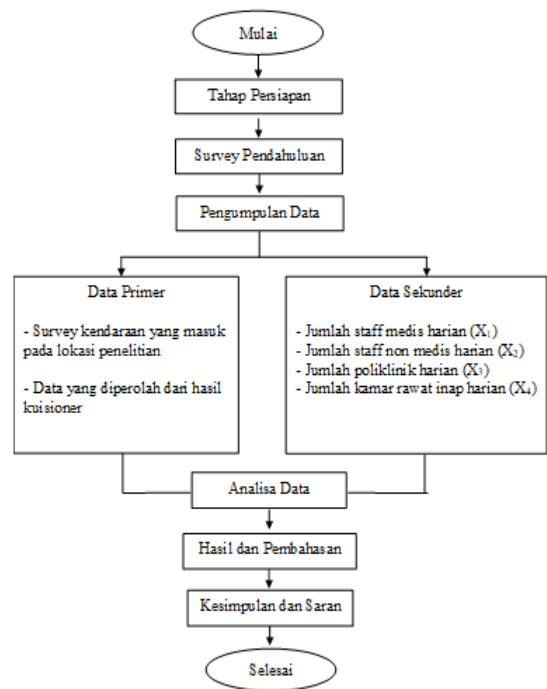 Mulai
Tahap Persiapan
Survey Pendahuluan
Pengumpulan Data
Data Primer
- Survey kendaraan yang masuk
pada lokasi penelitian
- Data yang diperolah dari hasil
kuisioner
Data Sekunder
- Jumlah staff medis harian (X₁)
- Jumlah staff non medis harian (X₂)
- Jumlah poliklinik harian (X₃)
- Jumlah kamar rawat inap harian (X₄)
Analisa Data
Hasil dan Pembahasan
Kesimpulan dan Saran
Selesai